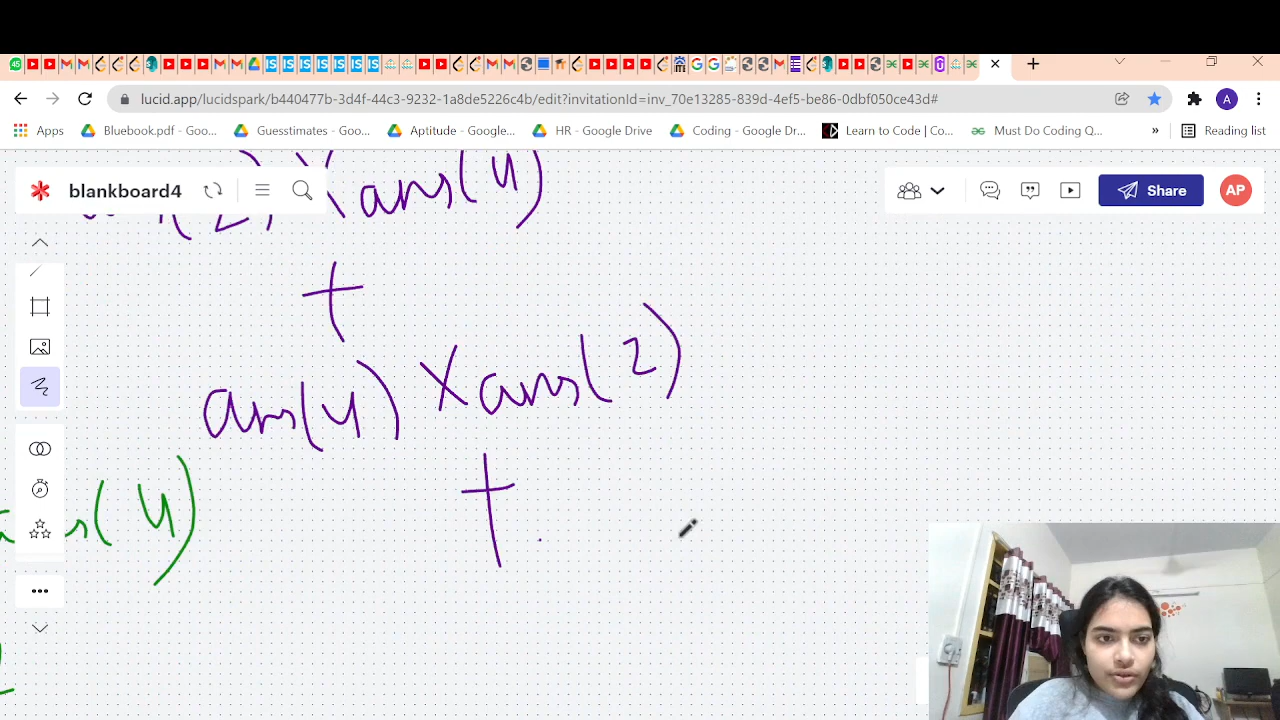 45
lucid.app/lucidspark/b440477b-3d4f-44c3-9232-1a8de5226c4b/edit?invitationId=inv_70e13285-839d-4ef5-be86-0dbf050ce43d#
A
Apps
Bluebook.pdf - Goo...
Guesstimates - Goo...
Aptitude - Google...
HR - Google Drive
Coding - Google Dr...
Learn to Code | Co...
Must Do Coding Q...
»
Reading list
blankboard4
Share
AP
(2) X ans(4)
+
ans(4) X ans(2)
+
ans(4)